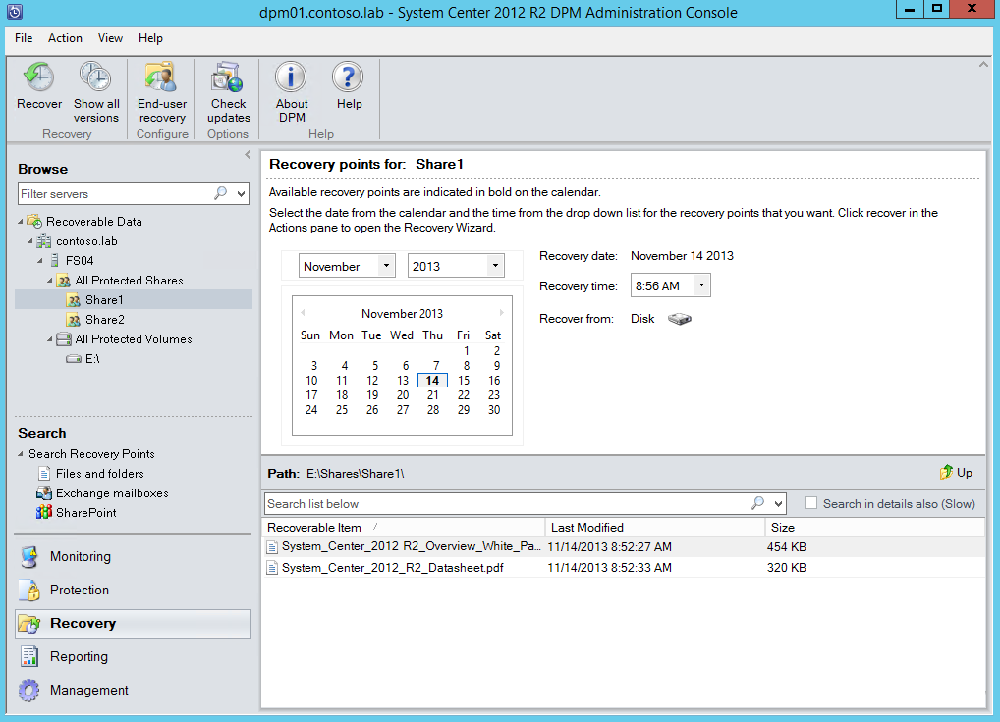 dpm01.contoso.lab - System Center 2012 R2 DPM Administration Console
File Action View Help
Recover
Show all versions
Recovery
End-user recovery
Configure
Check updates
Options
About DPM
Help
Help
Browse
Filter servers
Recoverable Data
contoso.lab
FS04
All Protected Shares
Share1
Share2
All Protected Volumes
E:\
Search
Search Recovery Points
Files and folders
Exchange mailboxes
SharePoint
Monitoring
Protection
Recovery
Reporting
Management
Recovery points for: Share1
Available recovery points are indicated in bold on the calendar.
Select the date from the calendar and the time from the drop down list for the recovery points that you want. Click recover in the
Actions pane to open the Recovery Wizard.
November 2013
November 2013
Sun Mon Tue Wed Thu Fri Sat
1 2
3 4 5 6 7 8 9
10 11 12 13 14 15 16
17 18 19 20 21 22 23
24 25 26 27 28 29 30
Recovery date: November 14 2013
Recovery time: 8:56 AM
Recover from: Disk
Path: E:\Shares\Share1\
Up
Search list below
Search in details also (Slow)
Recoverable Item Last Modified Size
System_Center_2012 R2_Overview_White_Pa... 11/14/2013 8:52:27 AM 454 KB
System_Center_2012_R2_Datasheet.pdf 11/14/2013 8:52:33 AM 320 KB